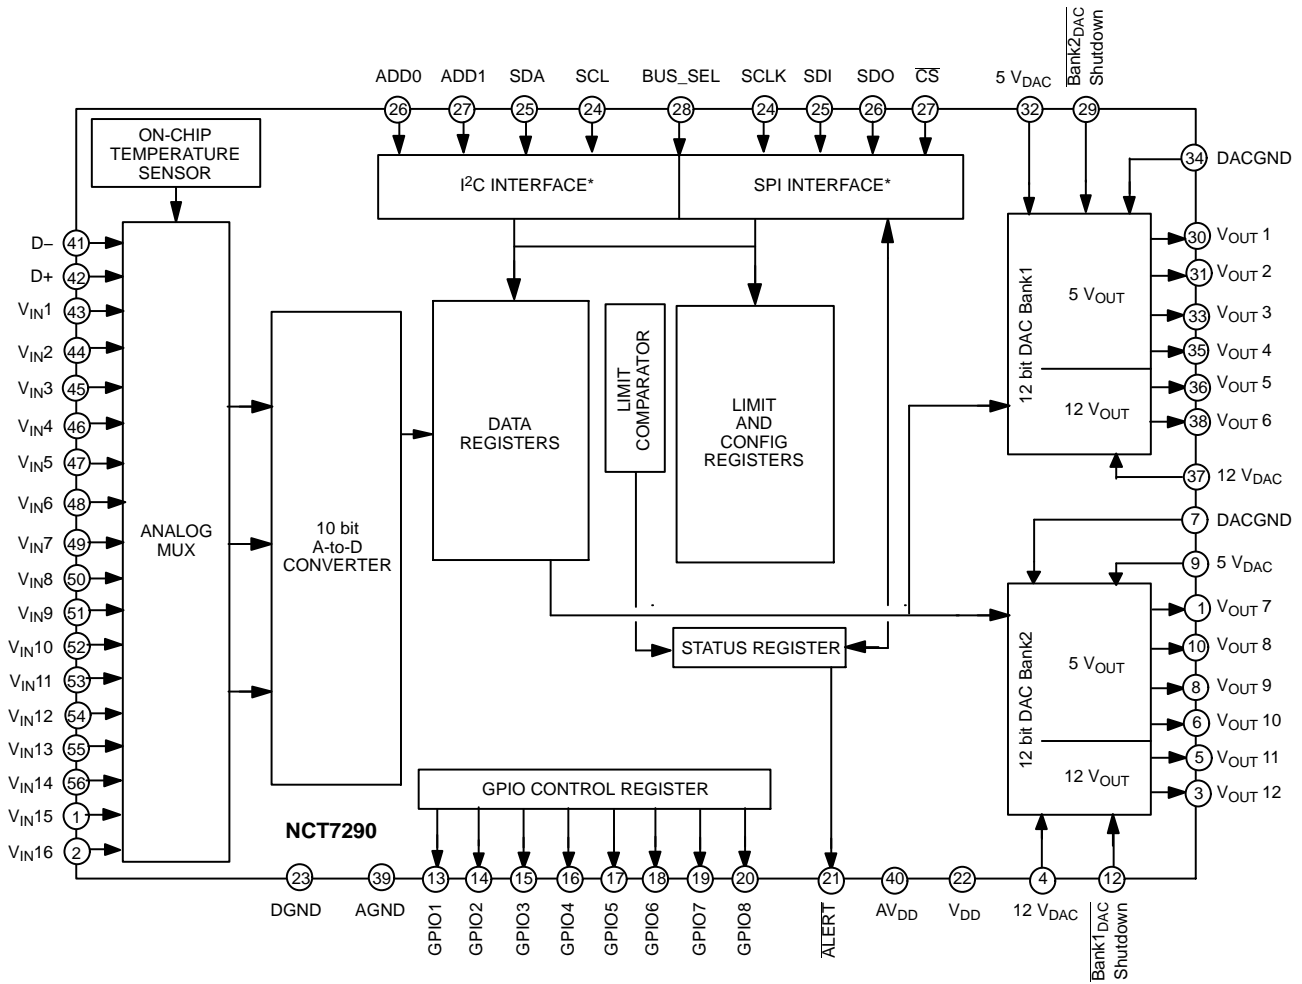 ADD0 ADD1 SDA SCL BUS_SEL SCLK SDI SDO CS 5 VDAC Bank2DAC Shutdown
26 27 25 24 28 24 25 26 27 32 29
ON-CHIP
TEMPERATURE
SENSOR
I2C INTERFACE*
SPI INTERFACE*
34 DACGND
D– 41
D+ 42
VIN1 43
VIN2 44
VIN3 45
VIN4 46
VIN5 47
VIN6 48
VIN7 49
VIN8 50
VIN9 51
VIN10 52
VIN11 53
VIN12 54
VIN13 55
VIN14 56
VIN15 1
VIN16 2
ANALOG
MUX
10 bit
A-to-D
CONVERTER
DATA
REGISTERS
LIMIT
COMPARATOR
LIMIT
AND
CONFIG
REGISTERS
STATUS REGISTER
12 bit DAC Bank1
5 VOUT
12 VOUT
30 VOUT 1
31 VOUT 2
33 VOUT 3
35 VOUT 4
36 VOUT 5
38 VOUT 6
37 12 VDAC
7 DACGND
9 5 VDAC
12 bit DAC Bank2
5 VOUT
12 VOUT
1 VOUT 7
10 VOUT 8
8 VOUT 9
6 VOUT 10
5 VOUT 11
3 VOUT 12
GPIO CONTROL REGISTER
NCT7290
23 39 13 14 15 16 17 18 19 20 21 40 22 4 12
DGND AGND GPIO1 GPIO2 GPIO3 GPIO4 GPIO5 GPIO6 GPIO7 GPIO8 ALERT AVDD VDD 12 VDAC Bank1DAC Shutdown